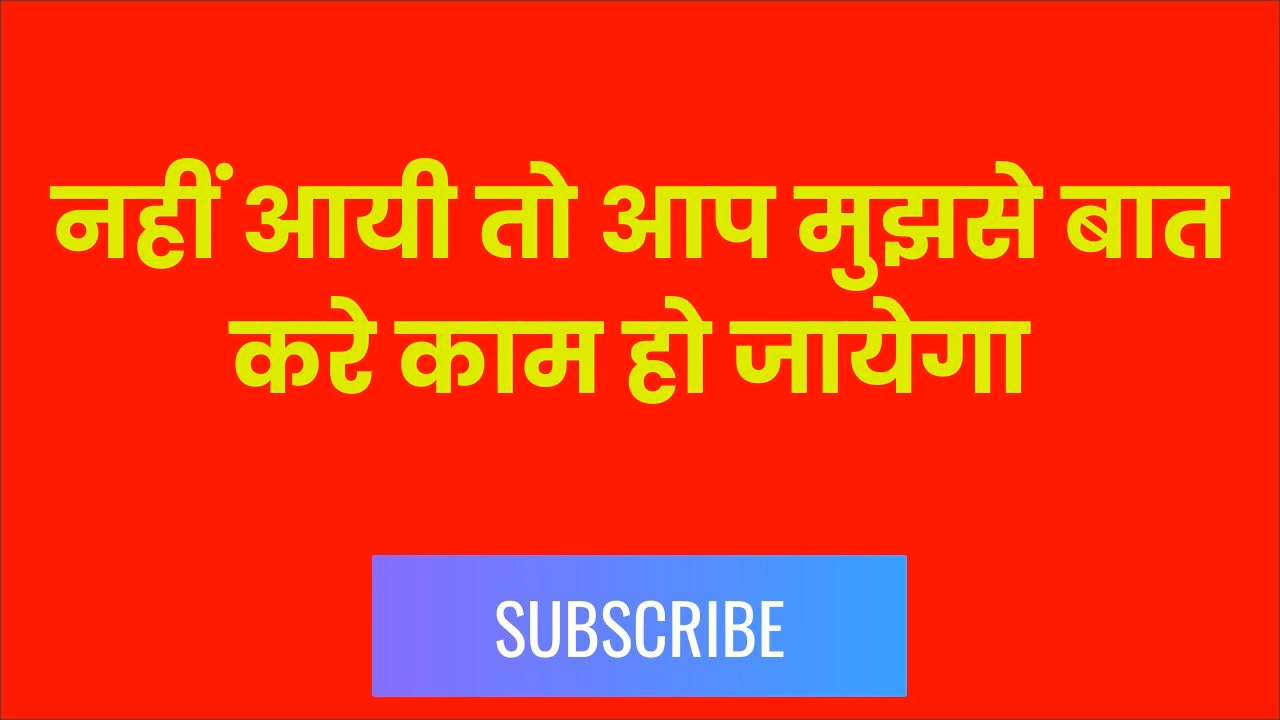 नहीं आयी तो आप मुझसे बात
करे काम हो जायेगा
SUBSCRIBE